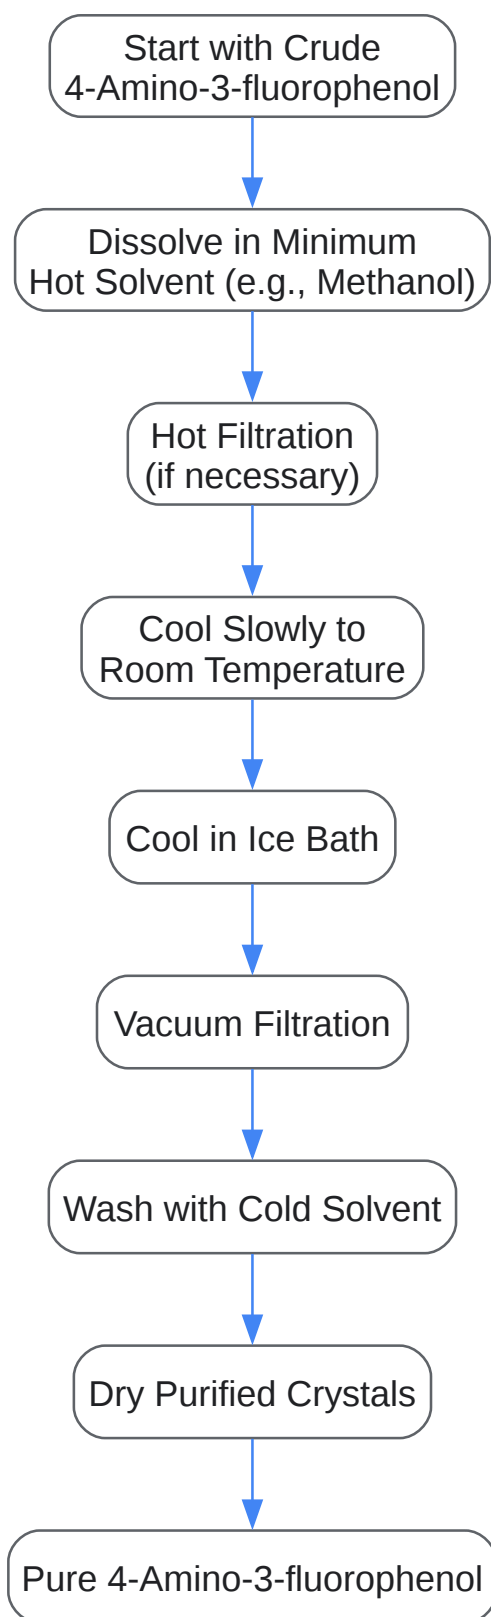 Start with Crude
4-Amino-3-fluorophenol
Dissolve in Minimum
Hot Solvent (e.g., Methanol)
Hot Filtration
(if necessary)
Cool Slowly to
Room Temperature
Cool in Ice Bath
Vacuum Filtration
Wash with Cold Solvent
Dry Purified Crystals
Pure 4-Amino-3-fluorophenol